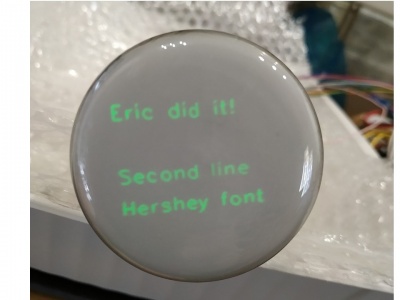 Eric did it!
Second line
Hershey font